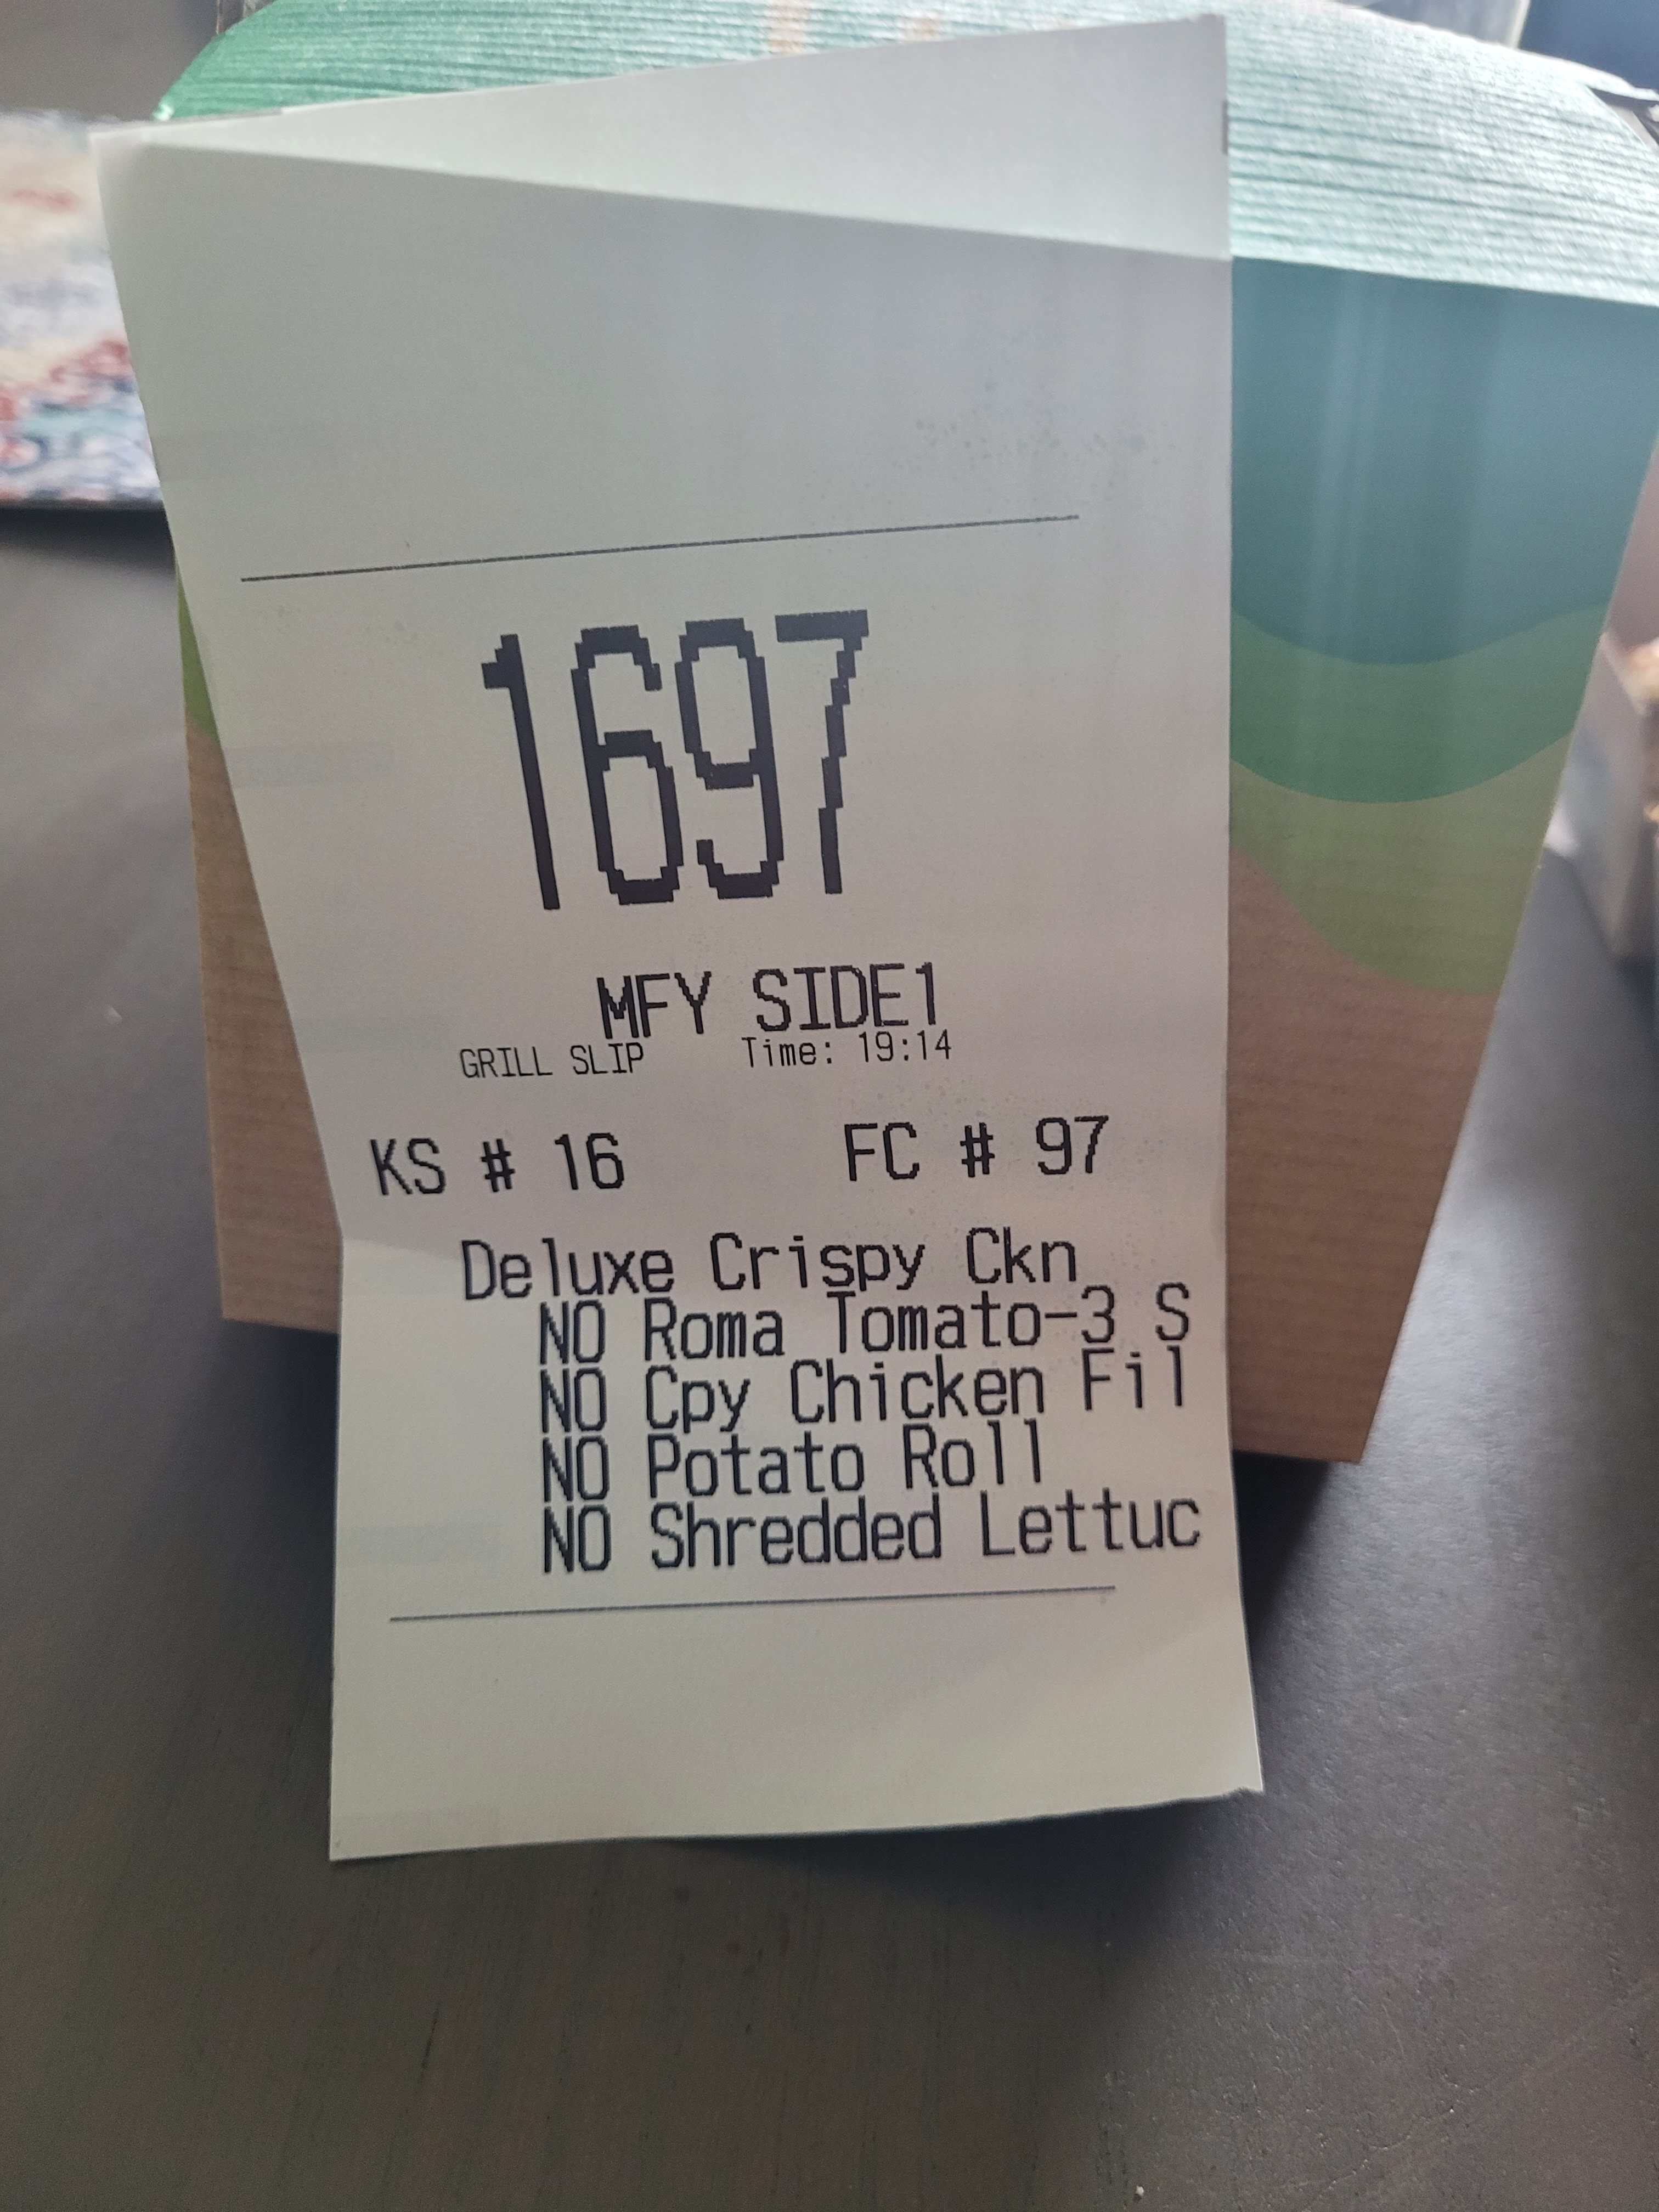 1697
MFY SIDE1
GRILL SLIP Time: 19:14
KS # 16 FC # 97
Deluxe Crispy Ckn
NO Roma Tomato-3 S
NO Cpy Chicken Fil
NO Potato Roll
NO Shredded Lettuc